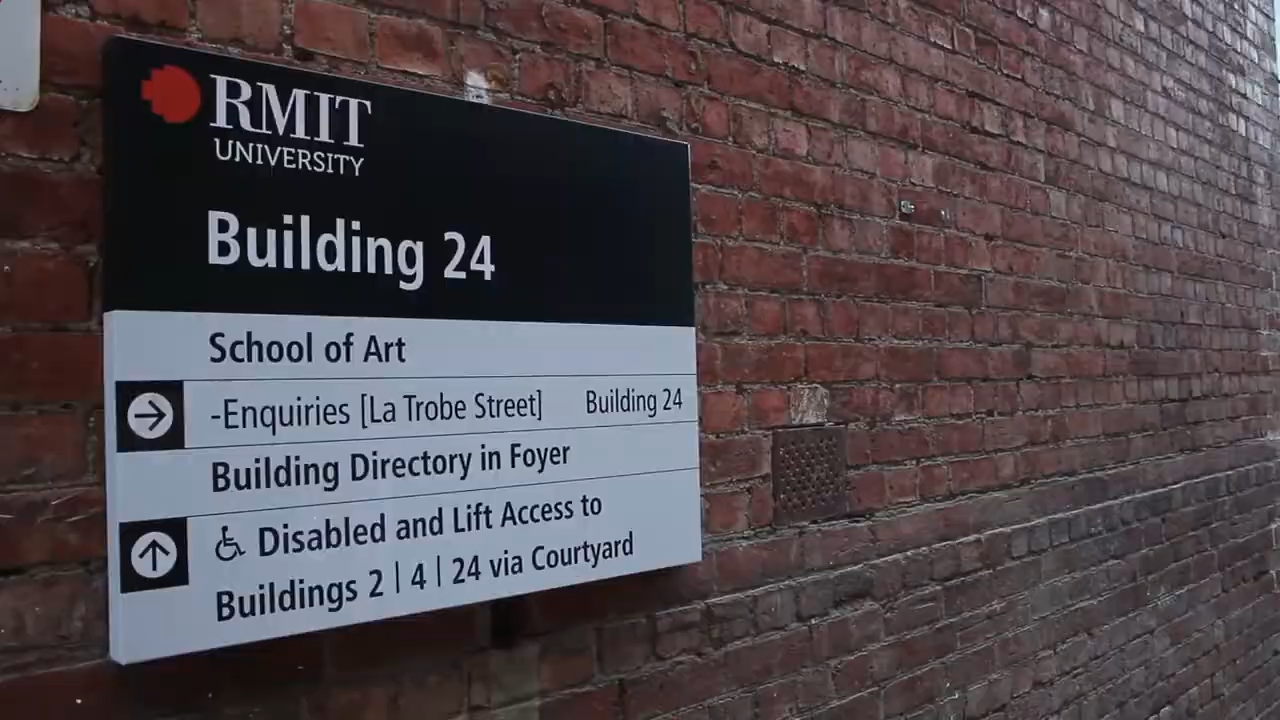 RMIT
UNIVERSITY
Building 24
School of Art
-Enquiries [La Trobe Street] Building 24
Building Directory in Foyer
Disabled and Lift Access to
Buildings 2 | 4 | 24 via Courtyard